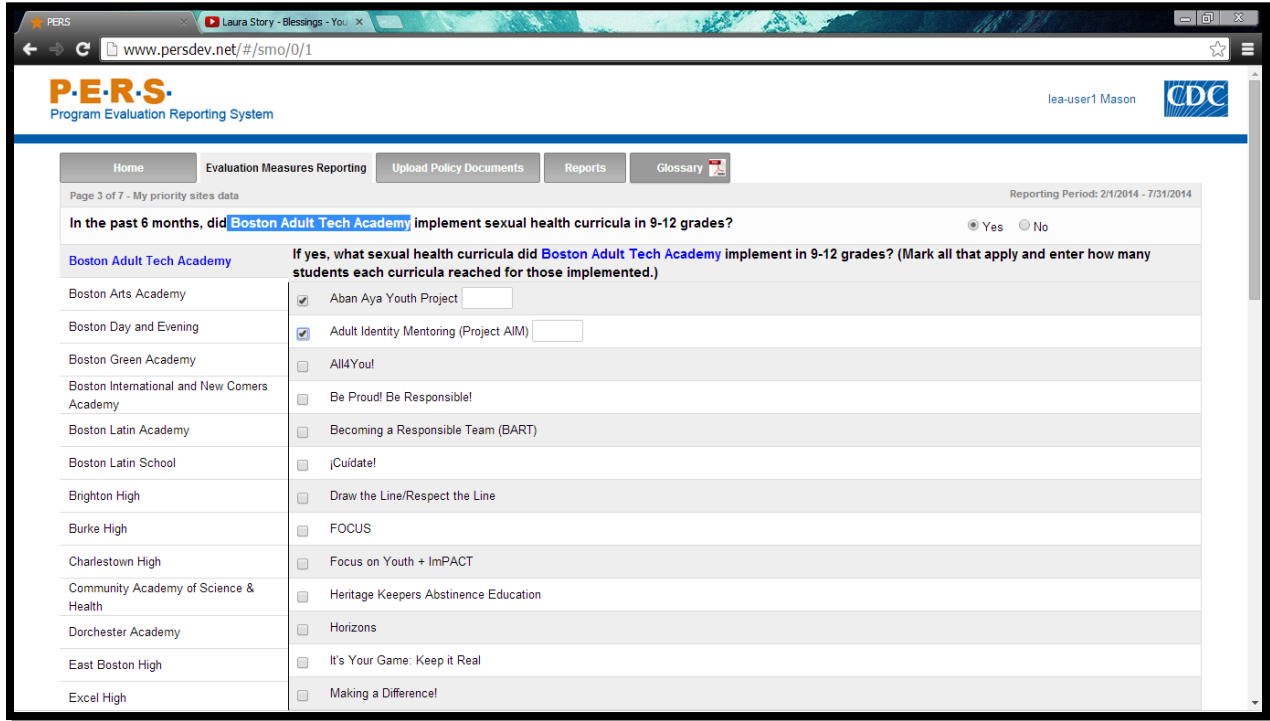 PERS
Laura Story - Blessings - You
www.persdev.net/#/smo/0/1
P·E·R·S·
Program Evaluation Reporting System
lea-user1 Mason
CDC
Home
Evaluation Measures Reporting
Upload Policy Documents
Reports
Glossary
Page 3 of 7 - My priority sites data
Reporting Period: 2/1/2014 - 7/31/2014
In the past 6 months, did Boston Adult Tech Academy implement sexual health curricula in 9-12 grades?
Yes
No
Boston Adult Tech Academy
Boston Arts Academy
Boston Day and Evening
Boston Green Academy
Boston International and New Comers
Academy
Boston Latin Academy
Boston Latin School
Brighton High
Burke High
Charlestown High
Community Academy of Science &
Health
Dorchester Academy
East Boston High
Excel High
If yes, what sexual health curricula did Boston Adult Tech Academy implement in 9-12 grades? (Mark all that apply and enter how many
students each curricula reached for those implemented.)
Aban Aya Youth Project
Adult Identity Mentoring (Project AIM)
All4You!
Be Proud! Be Responsible!
Becoming a Responsible Team (BART)
¡Cuídate!
Draw the Line/Respect the Line
FOCUS
Focus on Youth + ImPACT
Heritage Keepers Abstinence Education
Horizons
It's Your Game: Keep it Real
Making a Difference!